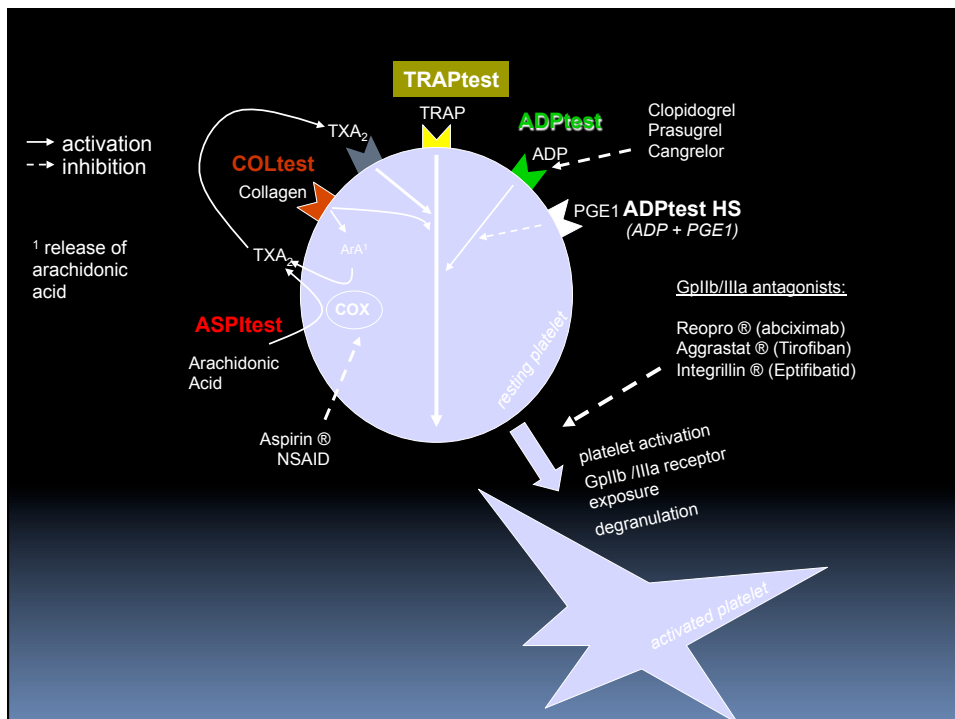 TRAPtest
TRAP
TXA2
ADPtest
ADP
Clopidogrel
Prasugrel
Cangrelor
activation
inhibition
COLtest
Collagen
PGE1 ADPtest HS
(ADP + PGE1)
1 release of
arachidonic
acid
TXA2
ArA1
COX
GpIIb/IIIa antagonists:
Reopro ® (abciximab)
Aggrastat ® (Tirofiban)
Integrillin ® (Eptifibatid)
ASPItest
Arachidonic
Acid
resting platelet
Aspirin ®
NSAID
platelet activation
GpIIb /IIIa receptor
exposure
degranulation
activated platelet